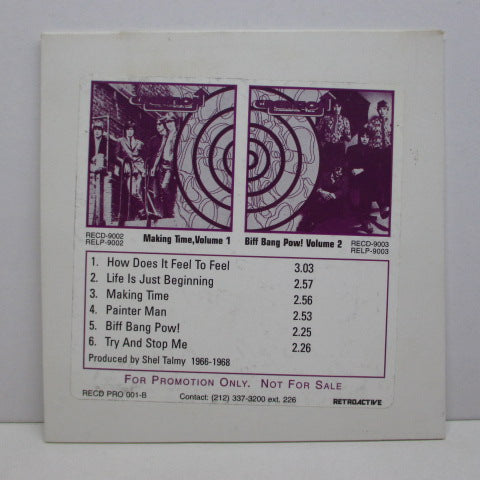 RECD-9002
RELP-9002
Making Time,Volume 1
Biff Bang Pow! Volume 2
RECD-9003
RELP-9003
1. How Does It Feel To Feel 3.03
2. Life Is Just Beginning 2.57
3. Making Time 2.56
4. Painter Man 2.53
5. Biff Bang Pow! 2.25
6. Try And Stop Me 2.26
Produced by Shel Talmy 1966-1968
FOR PROMOTION ONLY. NOT FOR SALE
RECD PRO 001-B
Contact: (212) 337-3200 ext. 226
RETROACTIVE